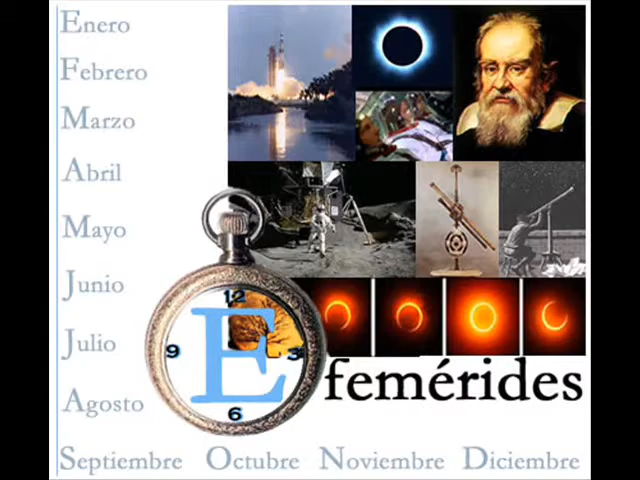 Enero
Febrero
Marzo
Abril
Mayo
Junio
Julio
Agosto
12
9
3
6
Efemérides
Septiembre Octubre Noviembre Diciembre